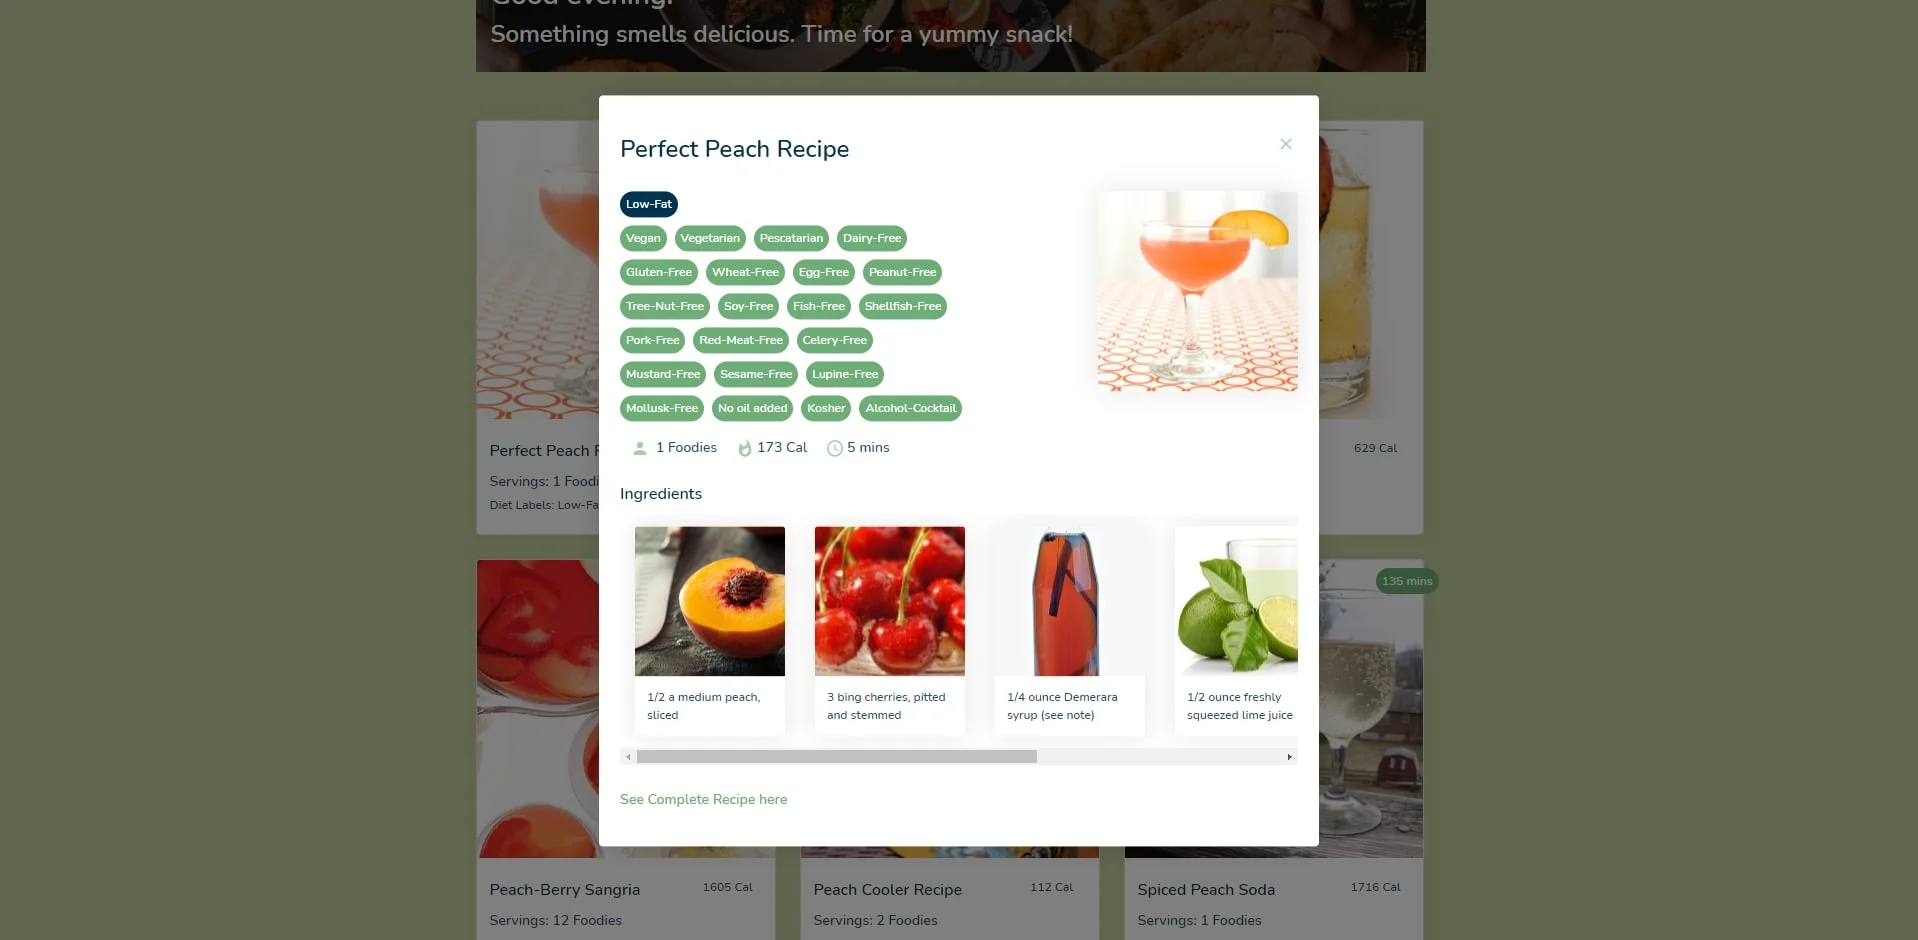 Good evening!
Something smells delicious. Time for a yummy snack!
Perfect Peach Recipe
Low-Fat
Vegan Vegetarian Pescatarian Dairy-Free
Gluten-Free Wheat-Free Egg-Free Peanut-Free
Tree-Nut-Free Soy-Free Fish-Free Shellfish-Free
Pork-Free Red-Meat-Free Celery-Free
Mustard-Free Sesame-Free Lupine-Free
Mollusk-Free No oil added Kosher Alcohol-Cocktail
1 Foodies 173 Cal 5 mins
Ingredients
1/2 a medium peach,
sliced
3 bing cherries, pitted
and stemmed
1/4 ounce Demerara
syrup (see note)
1/2 ounce freshly
squeezed lime juice
See Complete Recipe here
Perfect Peach
Servings: 1
Diet Labels:
629 Cal
135 mins
Peach-Berry Sangria 1605 Cal
Servings: 12 Foodies
Peach Cooler Recipe 112 Cal
Servings: 2 Foodies
Spiced Peach Soda 1716 Cal
Servings: 1 Foodies